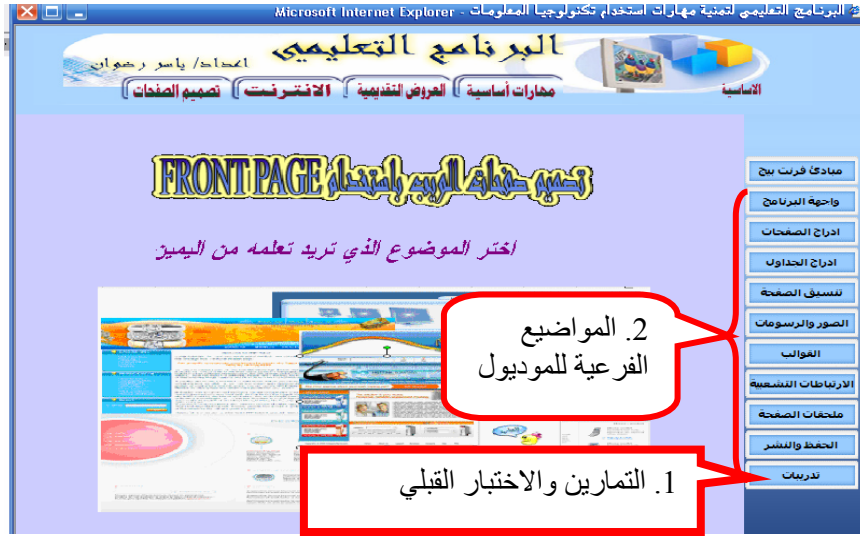 البرنامج التعليمي لتمنية مهارات استخدام تكنولوجيا المعلومات - Microsoft Internet Explorer
البرنامج التعليمي
اعداد/ ياسر رضوان
الاساسية
مهارات أساسية
العروض التقديمية
الانترنت
تصميم الصفحات
تصميم صفحات الويب باستخدام FRONT PAGE
اختر الموضوع الذي تريد تعلمه من اليمين
مبادئ فرنت بيج
واجهة البرنامج
ادراج الصفحات
ادراج الجداول
تنسيق الصفحة
الصور والرسومات
القوالب
الارتباطات التشعبية
ملحقات الصفحة
الحفظ والنشر
تدريبات
2. المواضيع
الفرعية للموديول
1. التمارين والاختبار القبلي